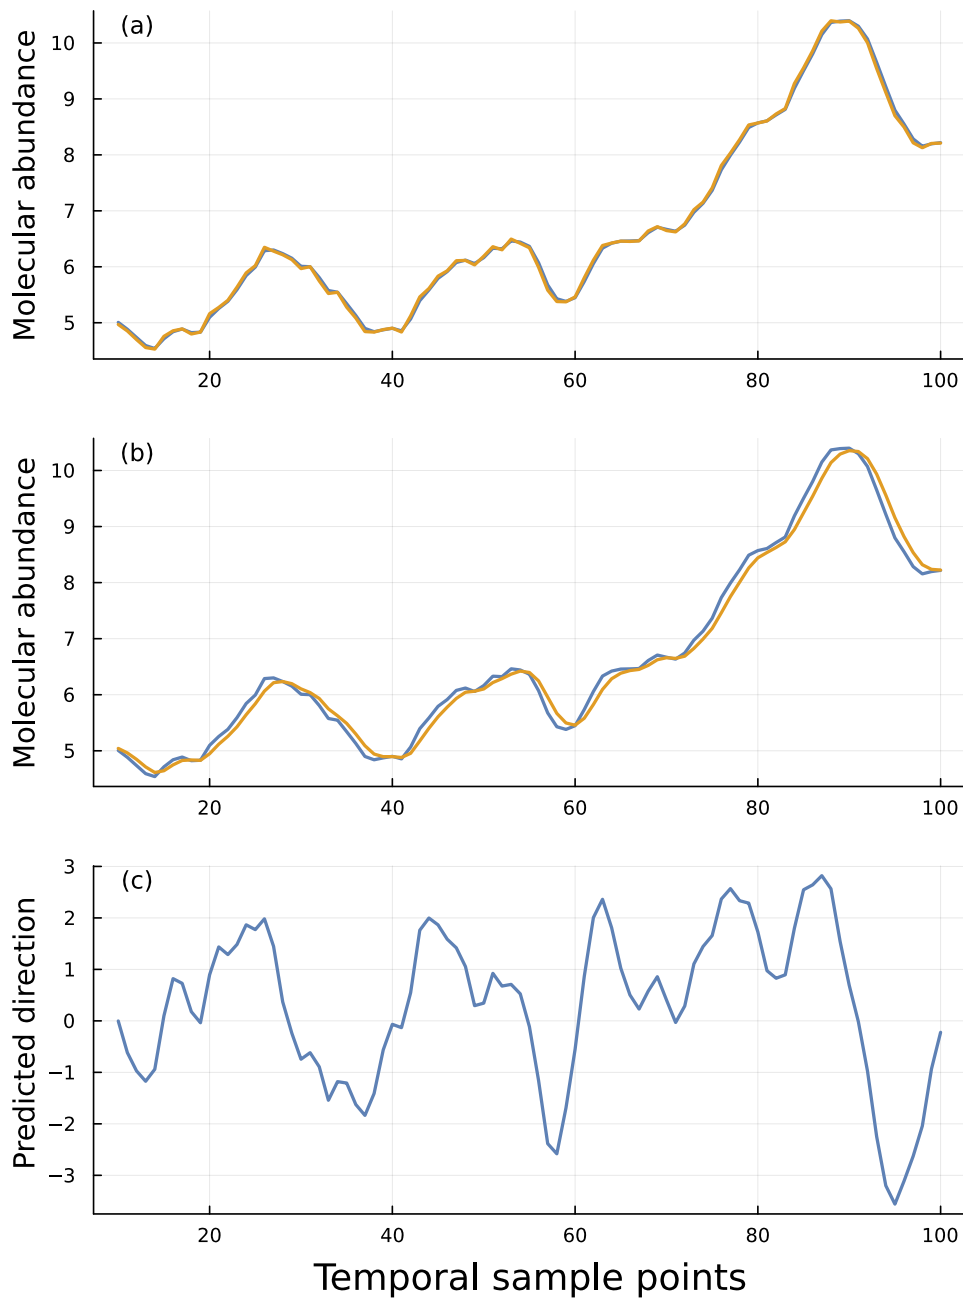 (a)
Molecular abundance
10
9
8
7
6
5
20 40 60 80 100
(b)
Molecular abundance
10
9
8
7
6
5
20 40 60 80 100
(c)
Predicted direction
3
2
1
0
−1
−2
−3
20 40 60 80 100
Temporal sample points